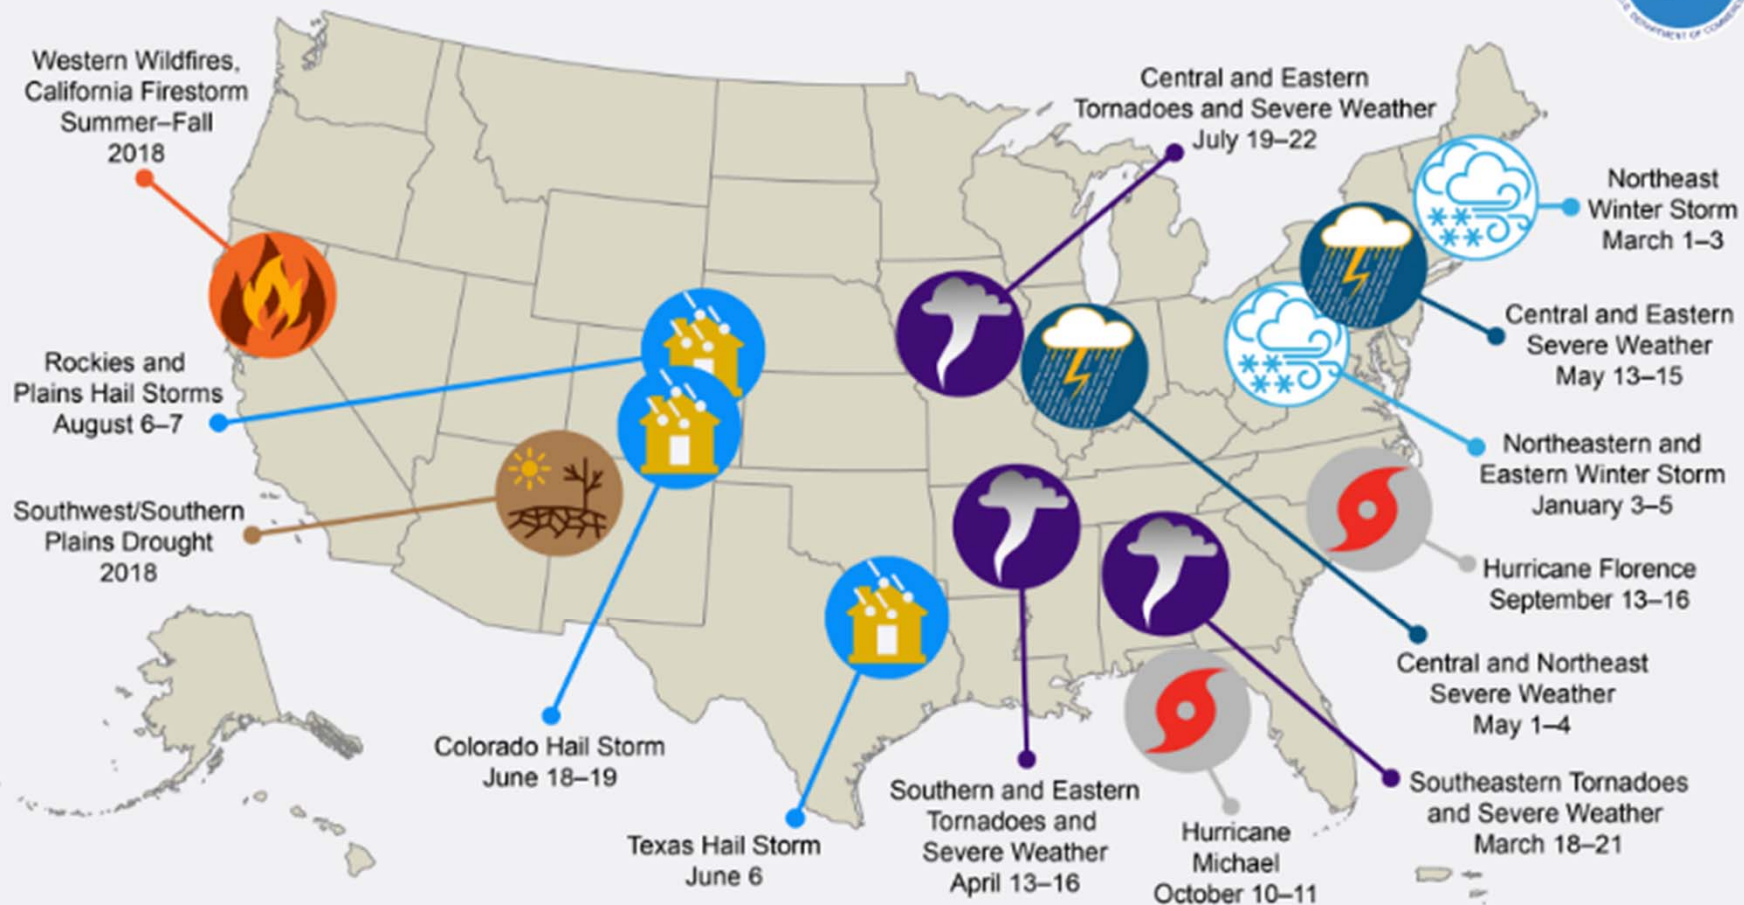 DEPARTMENT OF COMMERCE
Western Wildfires,
California Firestorm
Summer–Fall
2018
Central and Eastern
Tornadoes and Severe Weather
July 19–22
Northeast
Winter Storm
March 1–3
Rockies and
Plains Hail Storms
August 6–7
Central and Eastern
Severe Weather
May 13–15
Northeastern and
Eastern Winter Storm
January 3–5
Southwest/Southern
Plains Drought
2018
Hurricane Florence
September 13–16
Central and Northeast
Severe Weather
May 1–4
Colorado Hail Storm
June 18–19
Southeastern Tornadoes
and Severe Weather
March 18–21
Southern and Eastern
Tornadoes and
Severe Weather
April 13–16
Texas Hail Storm
June 6
Hurricane
Michael
October 10–11